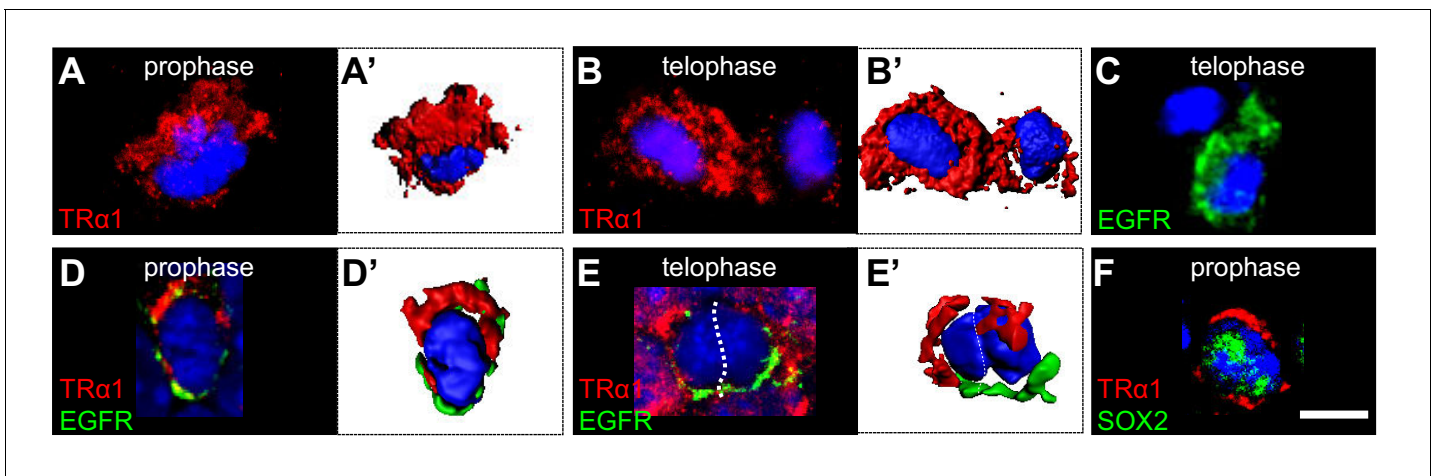 A prophase
TRα1
A'
B telophase
TRα1
B'
C telophase
EGFR
D prophase
TRα1
EGFR
D'
E telophase
TRα1
EGFR
E'
F prophase
TRα1
SOX2